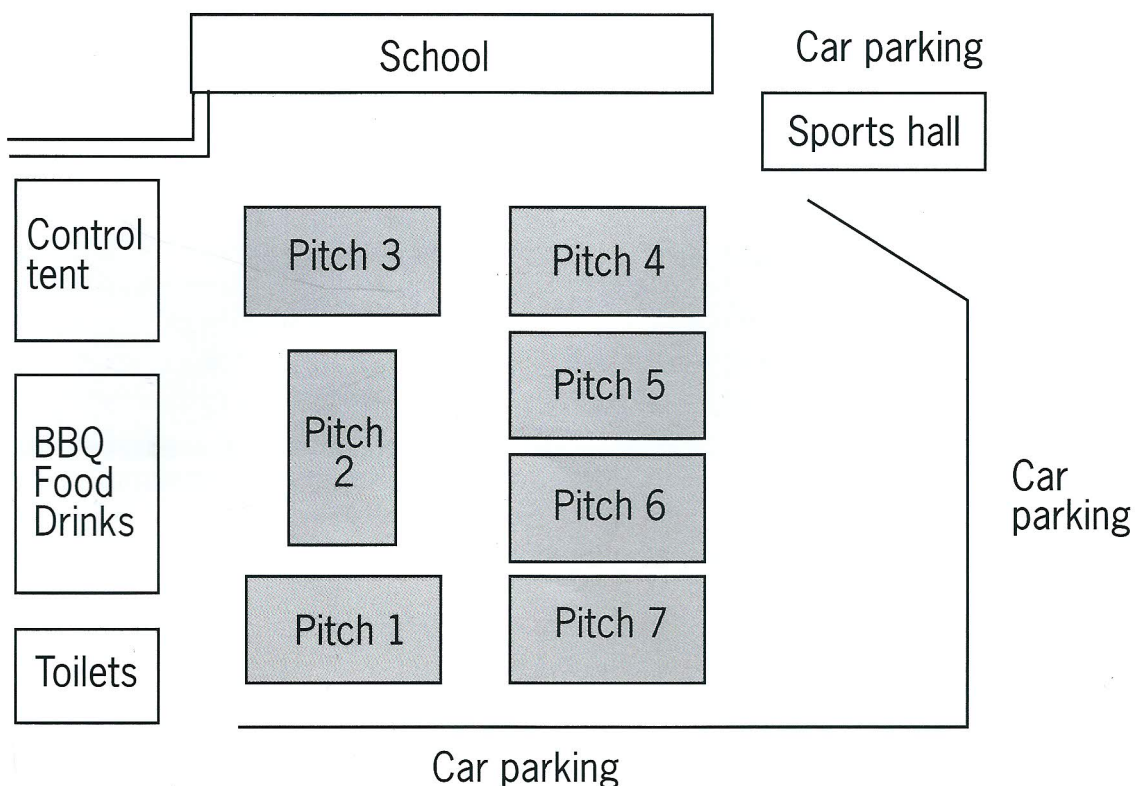 School
Car parking
Sports hall
Control
tent
Pitch 3
Pitch 4
Pitch 5
BBQ
Food
Drinks
Pitch
2
Pitch 6
Car
parking
Pitch 1
Pitch 7
Toilets
Car parking